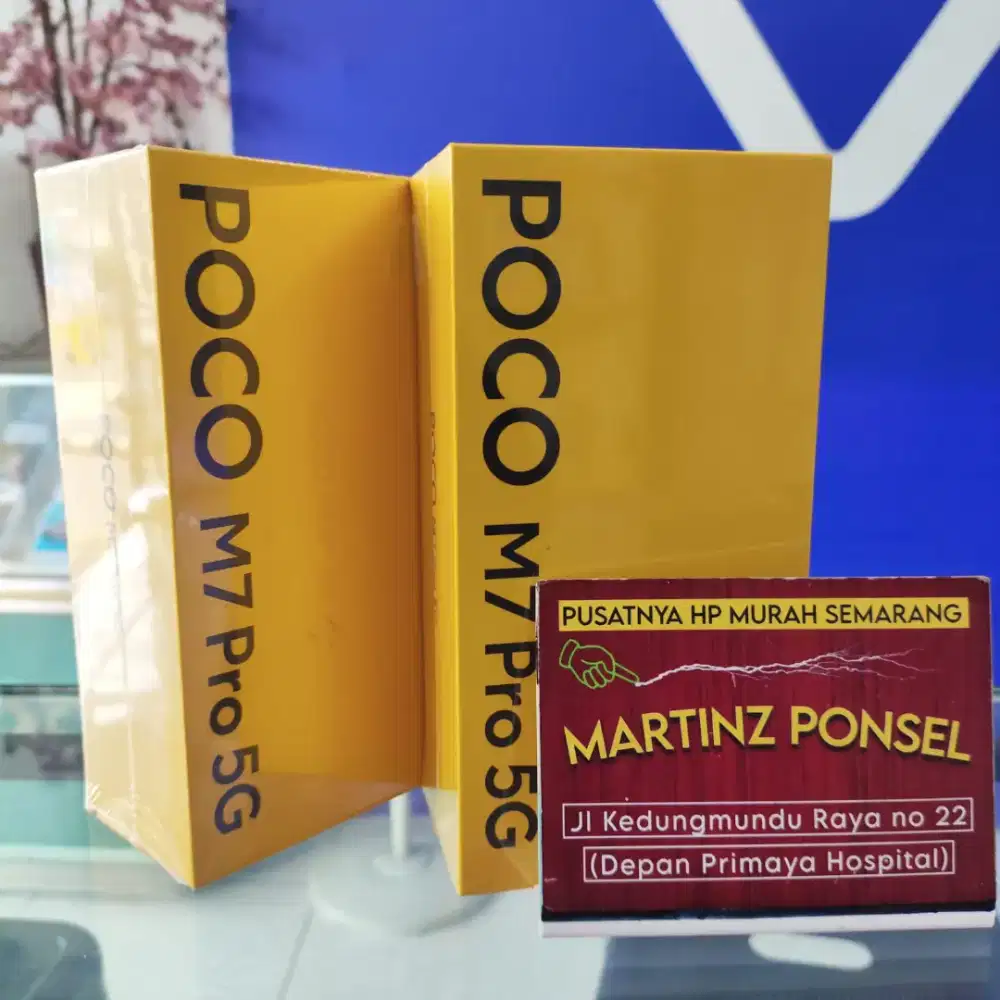 POCO M7 Pro 5G
POCO M7 Pro 5G
PUSATNYA HP MURAH SEMARANG
MARTINZ PONSEL
Jl Kedungmundu Raya no 22
(Depan Primaya Hospital)